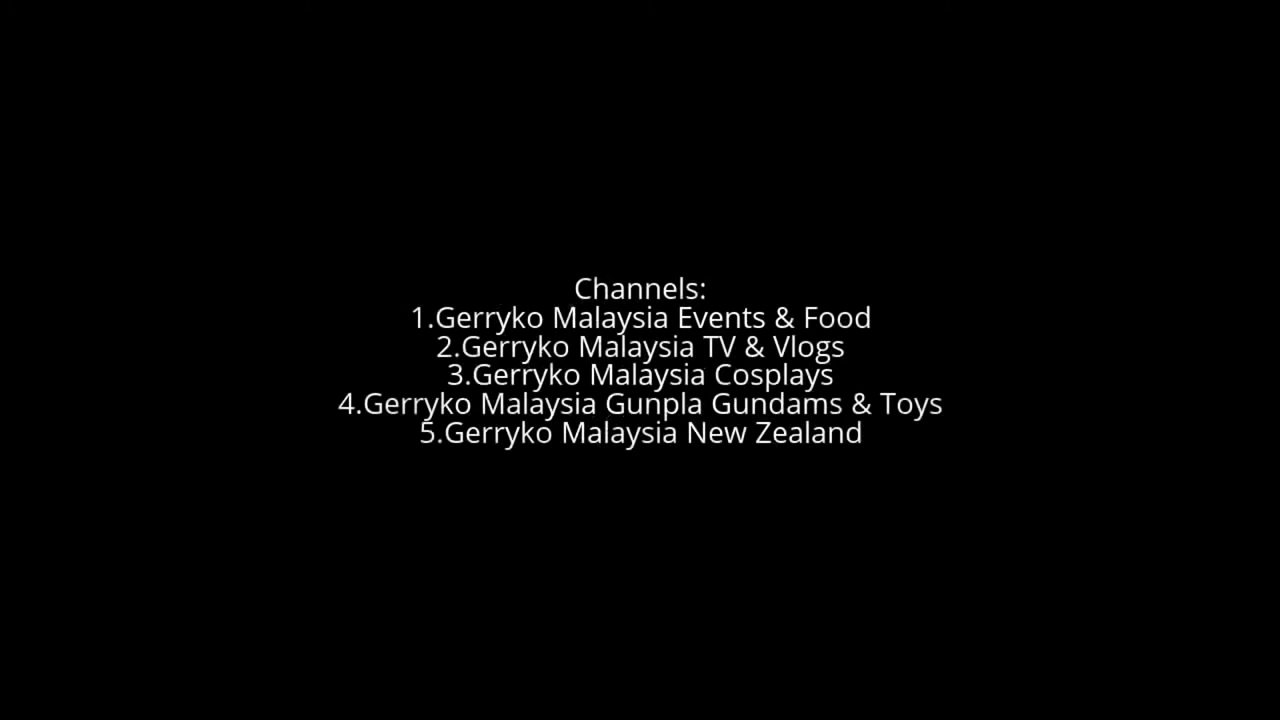 Channels:
1.Gerryko Malaysia Events & Food
2.Gerryko Malaysia TV & Vlogs
3.Gerryko Malaysia Cosplays
4.Gerryko Malaysia Gunpla Gundams & Toys
5.Gerryko Malaysia New Zealand